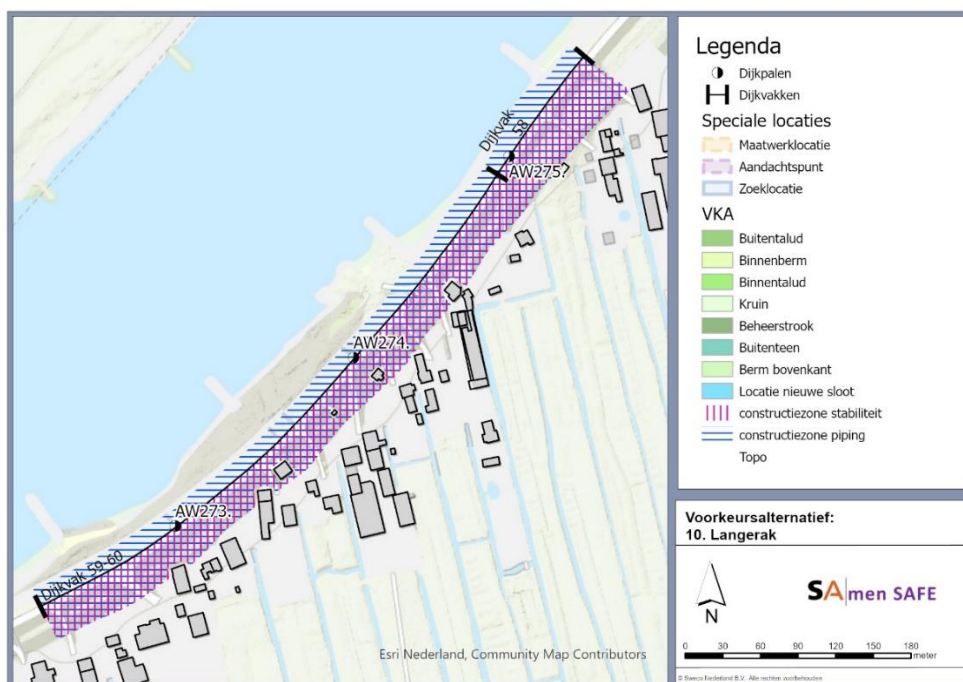 Dijkvak
58
AW275.
AW274.
AW273.
Dijkvak 59-60
Esri Nederland, Community Map Contributors
Legenda
Dijkpalen
Dijkvakken
Speciale locaties
Maatwerklocatie
Aandachtspunt
Zoeklocatie
VKA
Buitentalud
Binnenberm
Binnentalud
Kruin
Beheerstrook
Buitenteen
Berm bovenkant
Locatie nieuwe sloot
constructiezone stabiliteit
constructiezone piping
Topo
Voorkeursalternatief:
10. Langerak
N
SAmen SAFE
0 30 60 90 120 150 180
meter
© Sweco Nederland B.V. Alle rechten voorbehouden